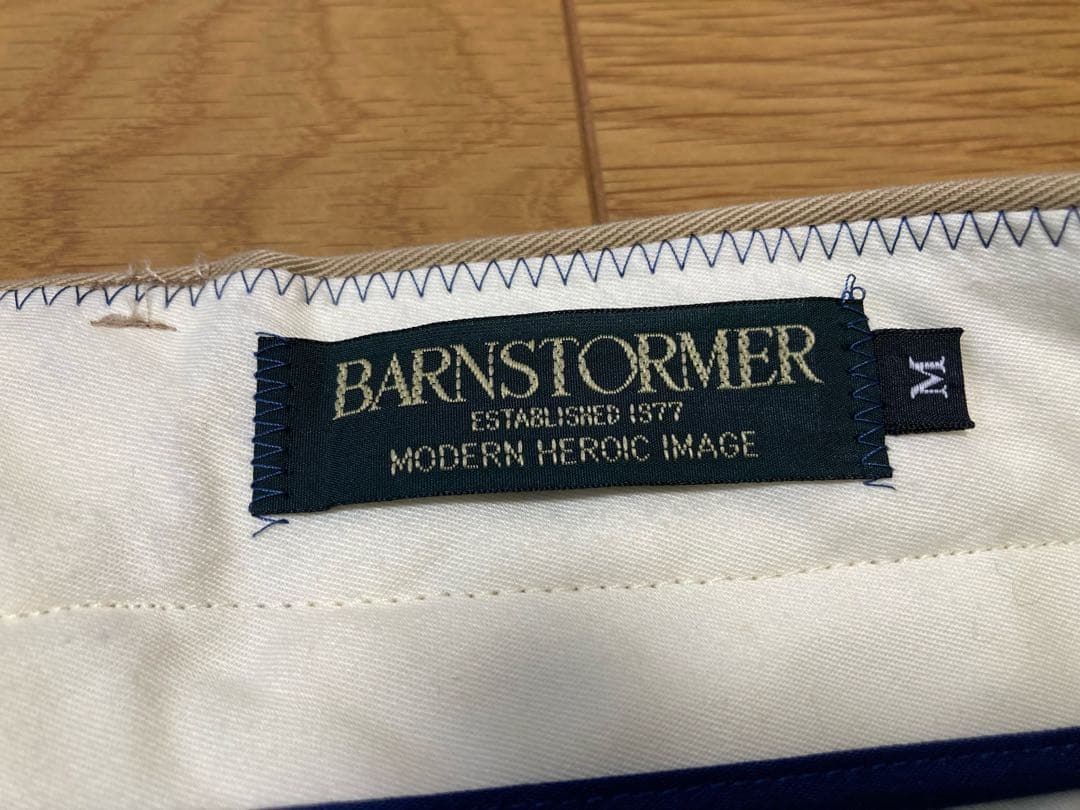 BARNSTORMER
ESTABLISHED 1977
MODERN HEROIC IMAGE
M